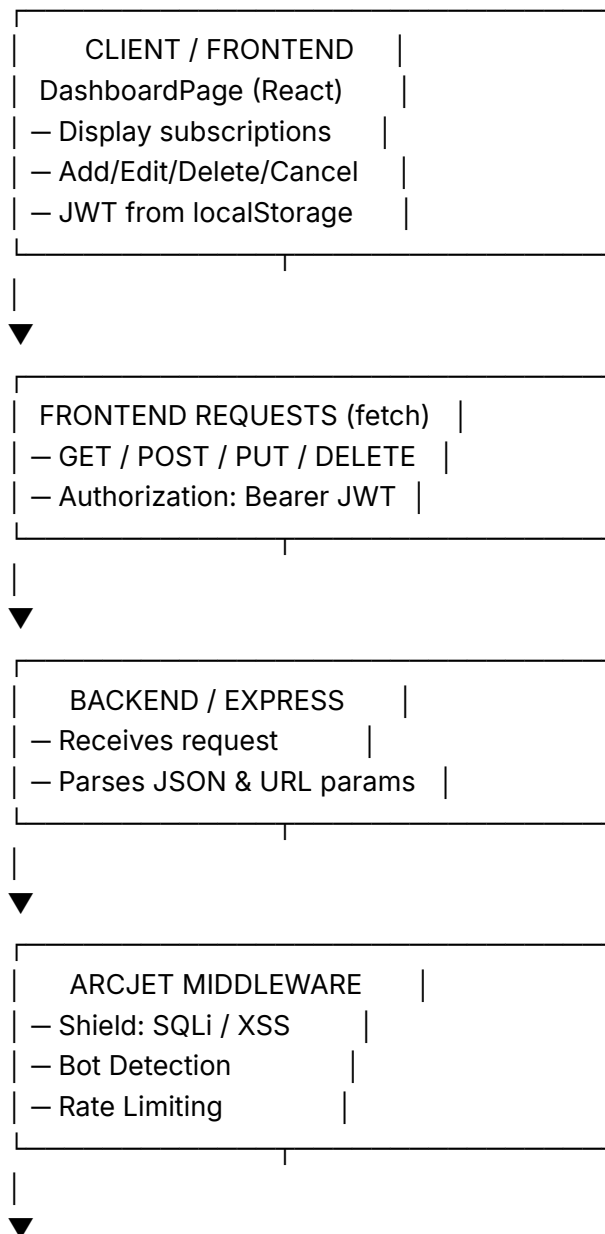 CLIENT / FRONTEND
DashboardPage (React)
─ Display subscriptions
─ Add/Edit/Delete/Cancel
─ JWT from localStorage
FRONTEND REQUESTS (fetch)
─ GET / POST / PUT / DELETE
─ Authorization: Bearer JWT
BACKEND / EXPRESS
─ Receives request
─ Parses JSON & URL params
ARCJET MIDDLEWARE
─ Shield: SQLi / XSS
─ Bot Detection
─ Rate Limiting